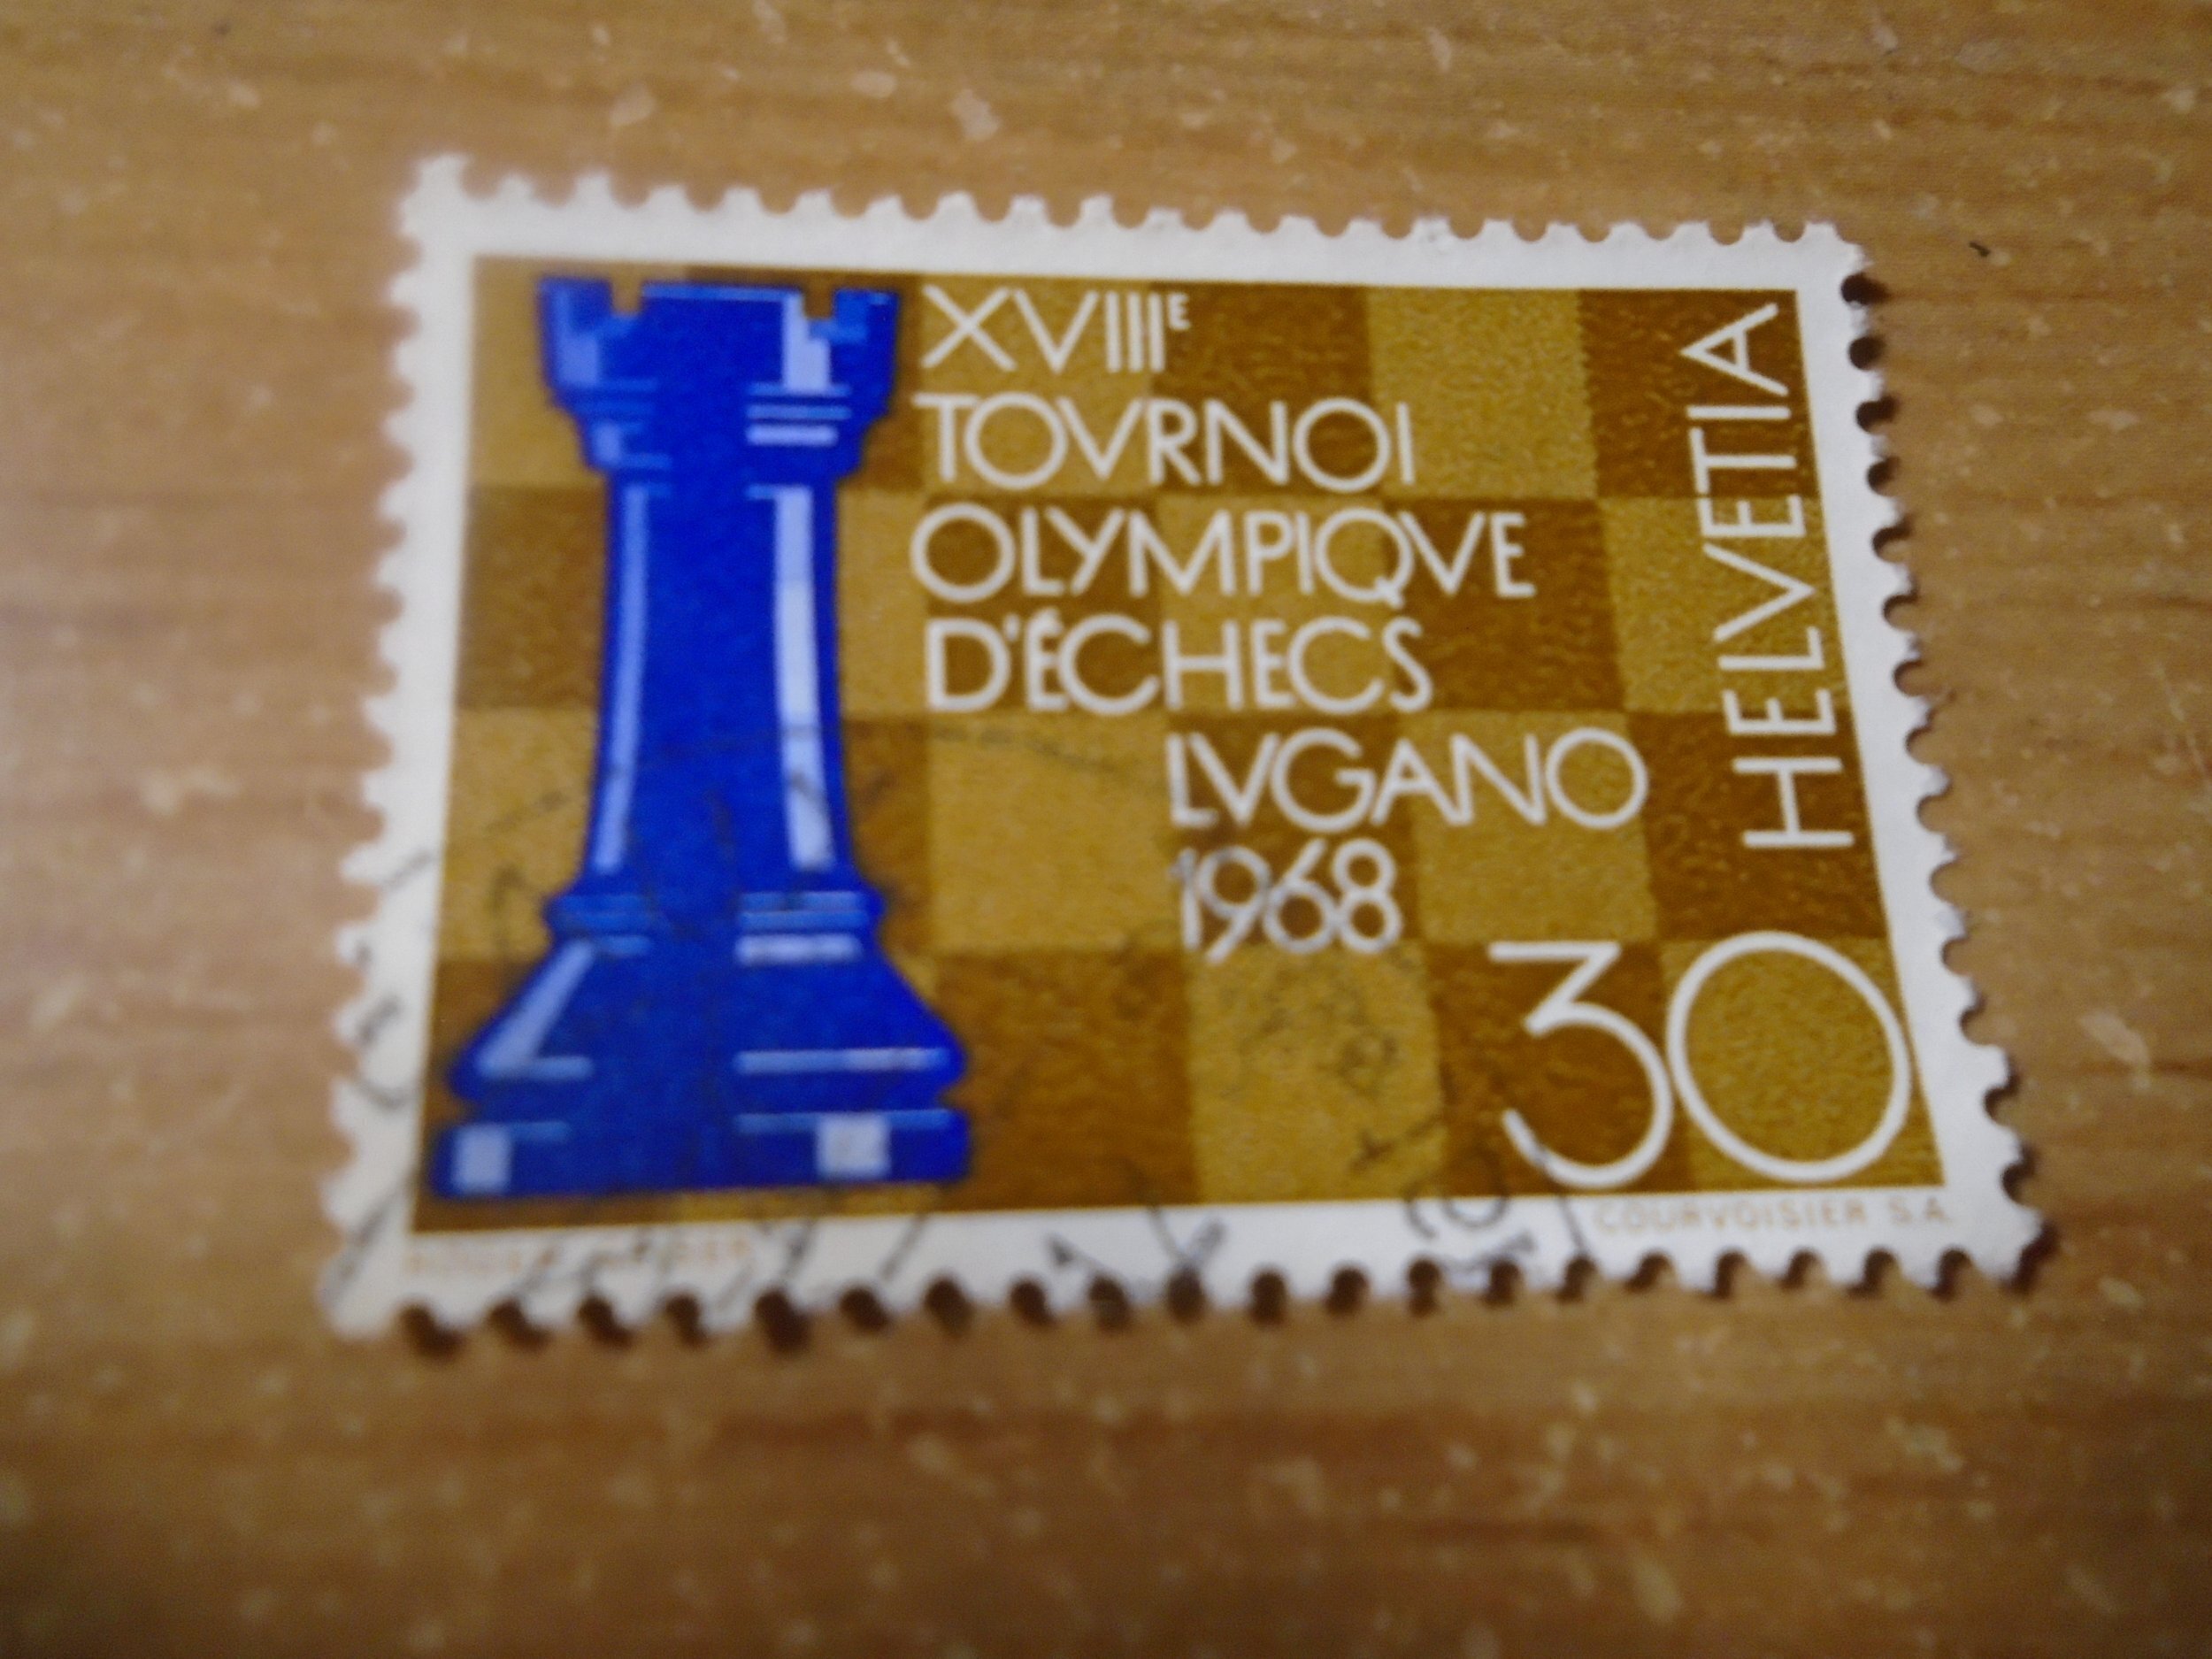 XVIIIE
TOVRNOI
OLYMPIQVE
D'ÉCHECS
LVGANO
1968
HELVETIA
30
COURVOISIER S.A.